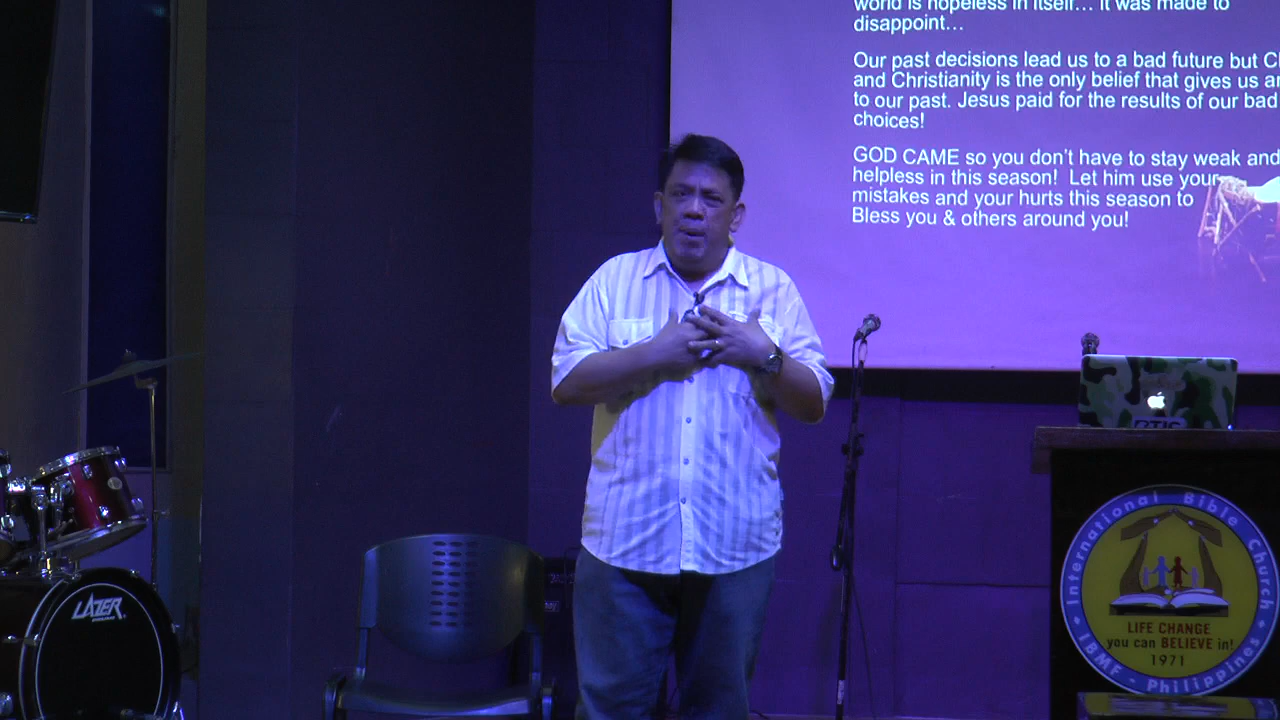 world is hopeless in itself... it was made to
disappoint...
Our past decisions lead us to a bad future but
and Christianity is the only belief that gives us
to our past. Jesus paid for the results of our bad
choices!
GOD CAME so you don't have to stay weak and
helpless in this season! Let him use your
mistakes and your hurts this season to
Bless you & others around you!
LAZER
International Bible Church
LIFE CHANGE
you can BELIEVE in!
1971
IBMF - Philippines